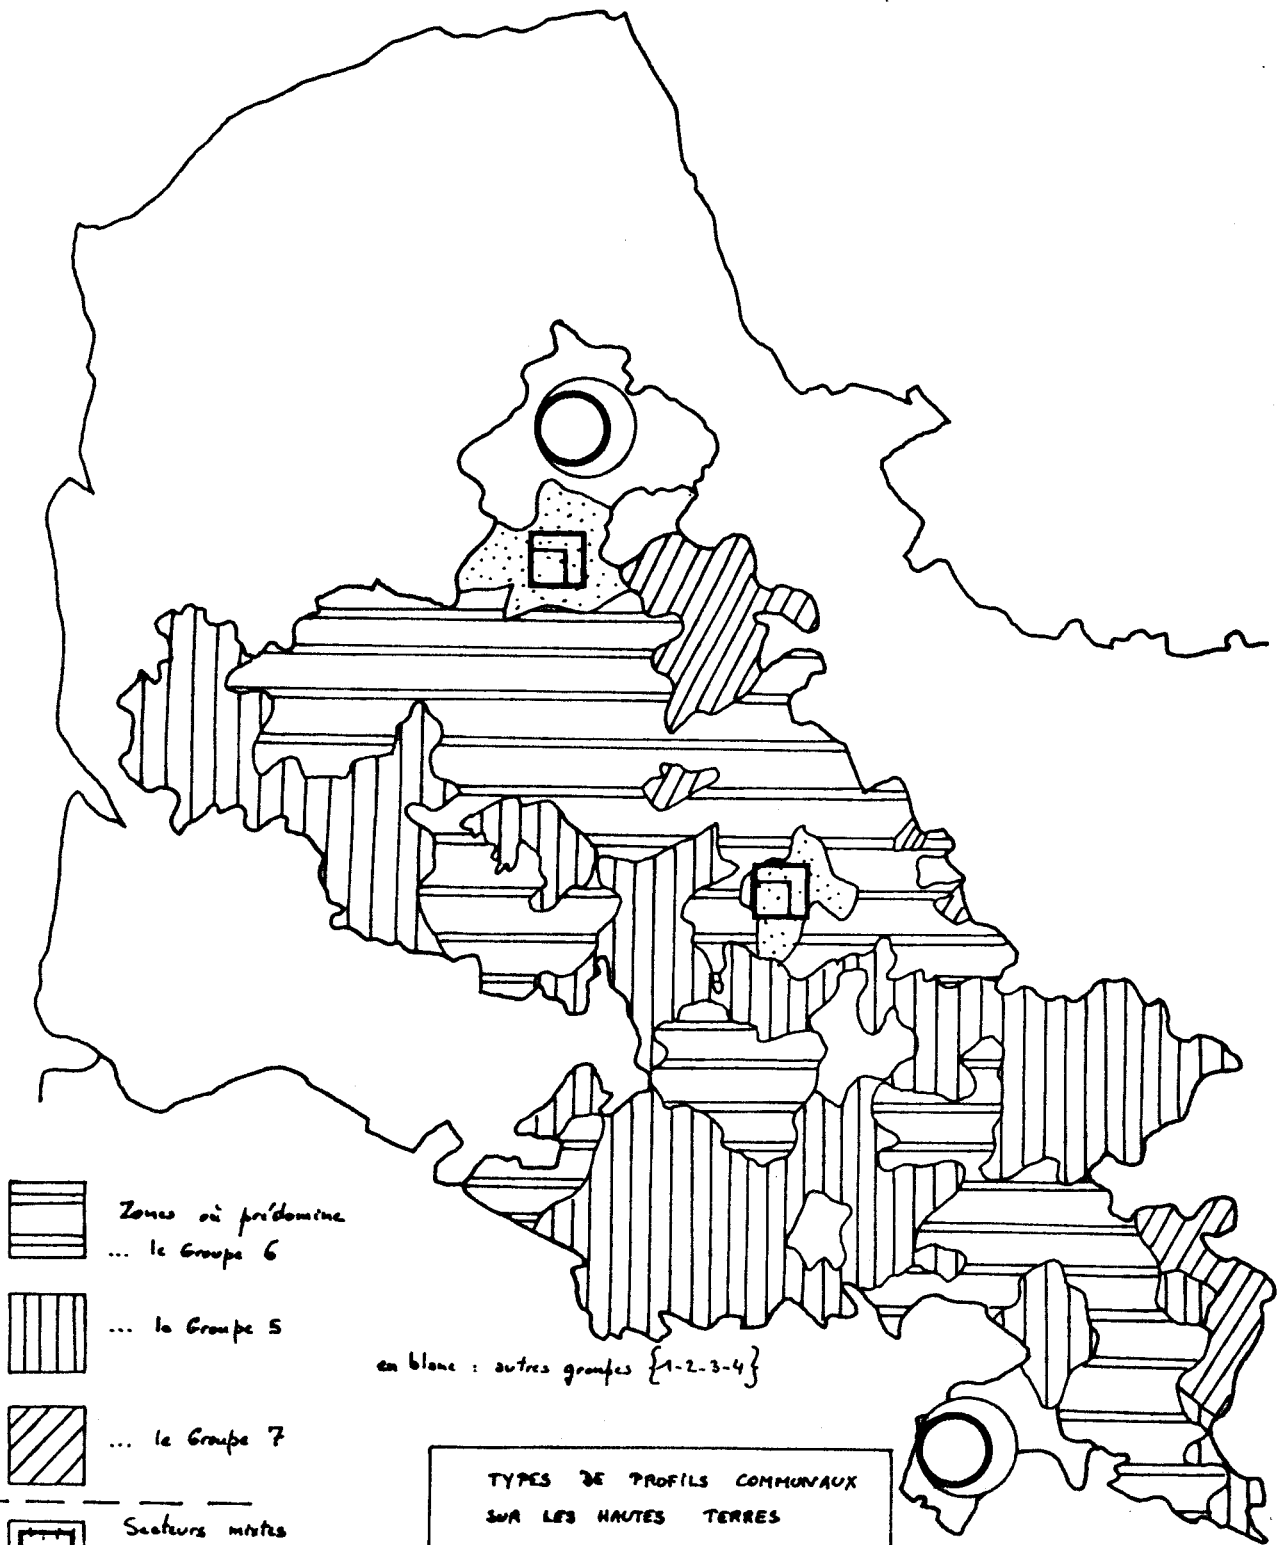 Zones où prédomine
... le Groupe 6
... le Groupe 5
en blanc : autres groupes {1-2-3-4}
... le Groupe 7
TYPES DE PROFILS COMMUNAUX
SUR LES HAUTES TERRES
Secteurs mixtes